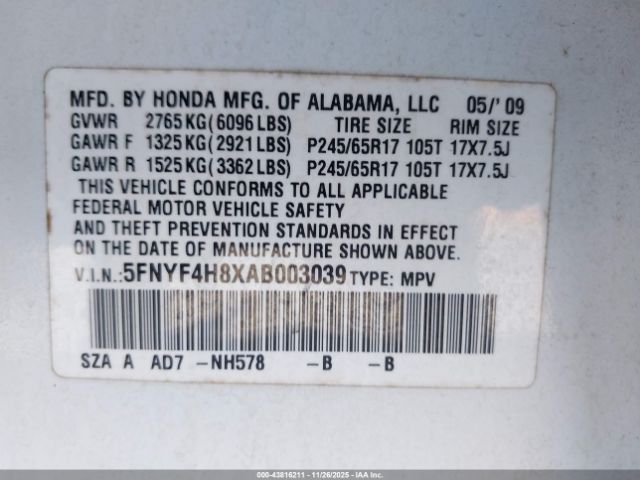 MFD. BY HONDA MFG. OF ALABAMA, LLC 05/'09
GVWR 2765KG(6096LBS) TIRE SIZE RIM SIZE
GAWR F 1325KG(2921LBS) P245/65R17 105T 17X7.5J
GAWR R 1525KG(3362LBS) P245/65R17 105T 17X7.5J
THIS VEHICLE CONFORMS TO ALL APPLICABLE
FEDERAL MOTOR VEHICLE SAFETY
AND THEFT PREVENTION STANDARDS IN EFFECT
ON THE DATE OF MANUFACTURE SHOWN ABOVE.
V.I.N.:5FNYF4H8XAB003039 TYPE: MPV
SZA A AD7 -NH578 -B -B
000-43816211 - 11/26/2025 - IAAI.COM